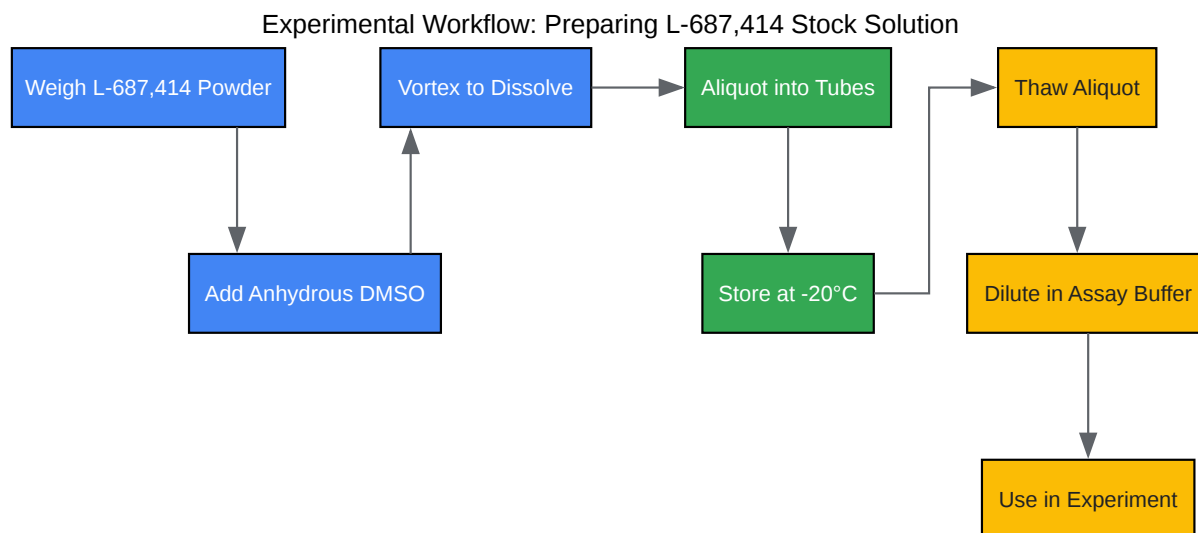 Experimental Workflow: Preparing L-687,414 Stock Solution
Weigh L-687,414 Powder
Add Anhydrous DMSO
Vortex to Dissolve
Aliquot into Tubes
Store at -20°C
Thaw Aliquot
Dilute in Assay Buffer
Use in Experiment